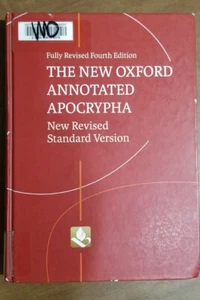 WO
Fully Revised Fourth Edition
THE NEW OXFORD
ANNOTATED
APOCRYPHA
New Revised
Standard Version